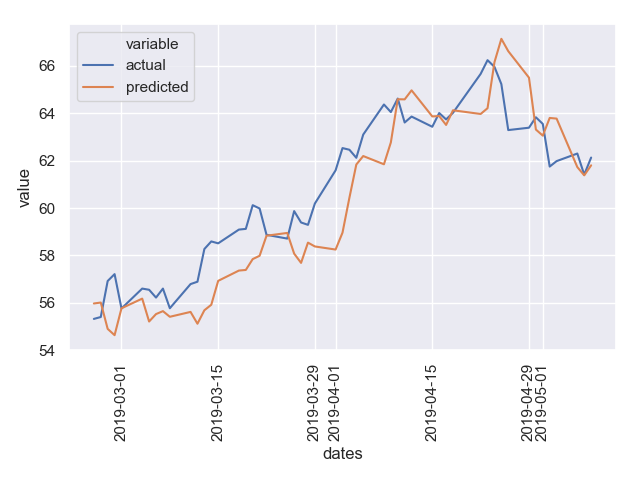 variable
actual
predicted
66
64
62
60
58
56
54
value
2019-03-01
2019-03-15
2019-03-29
2019-04-01
2019-04-15
2019-04-29
2019-05-01
dates